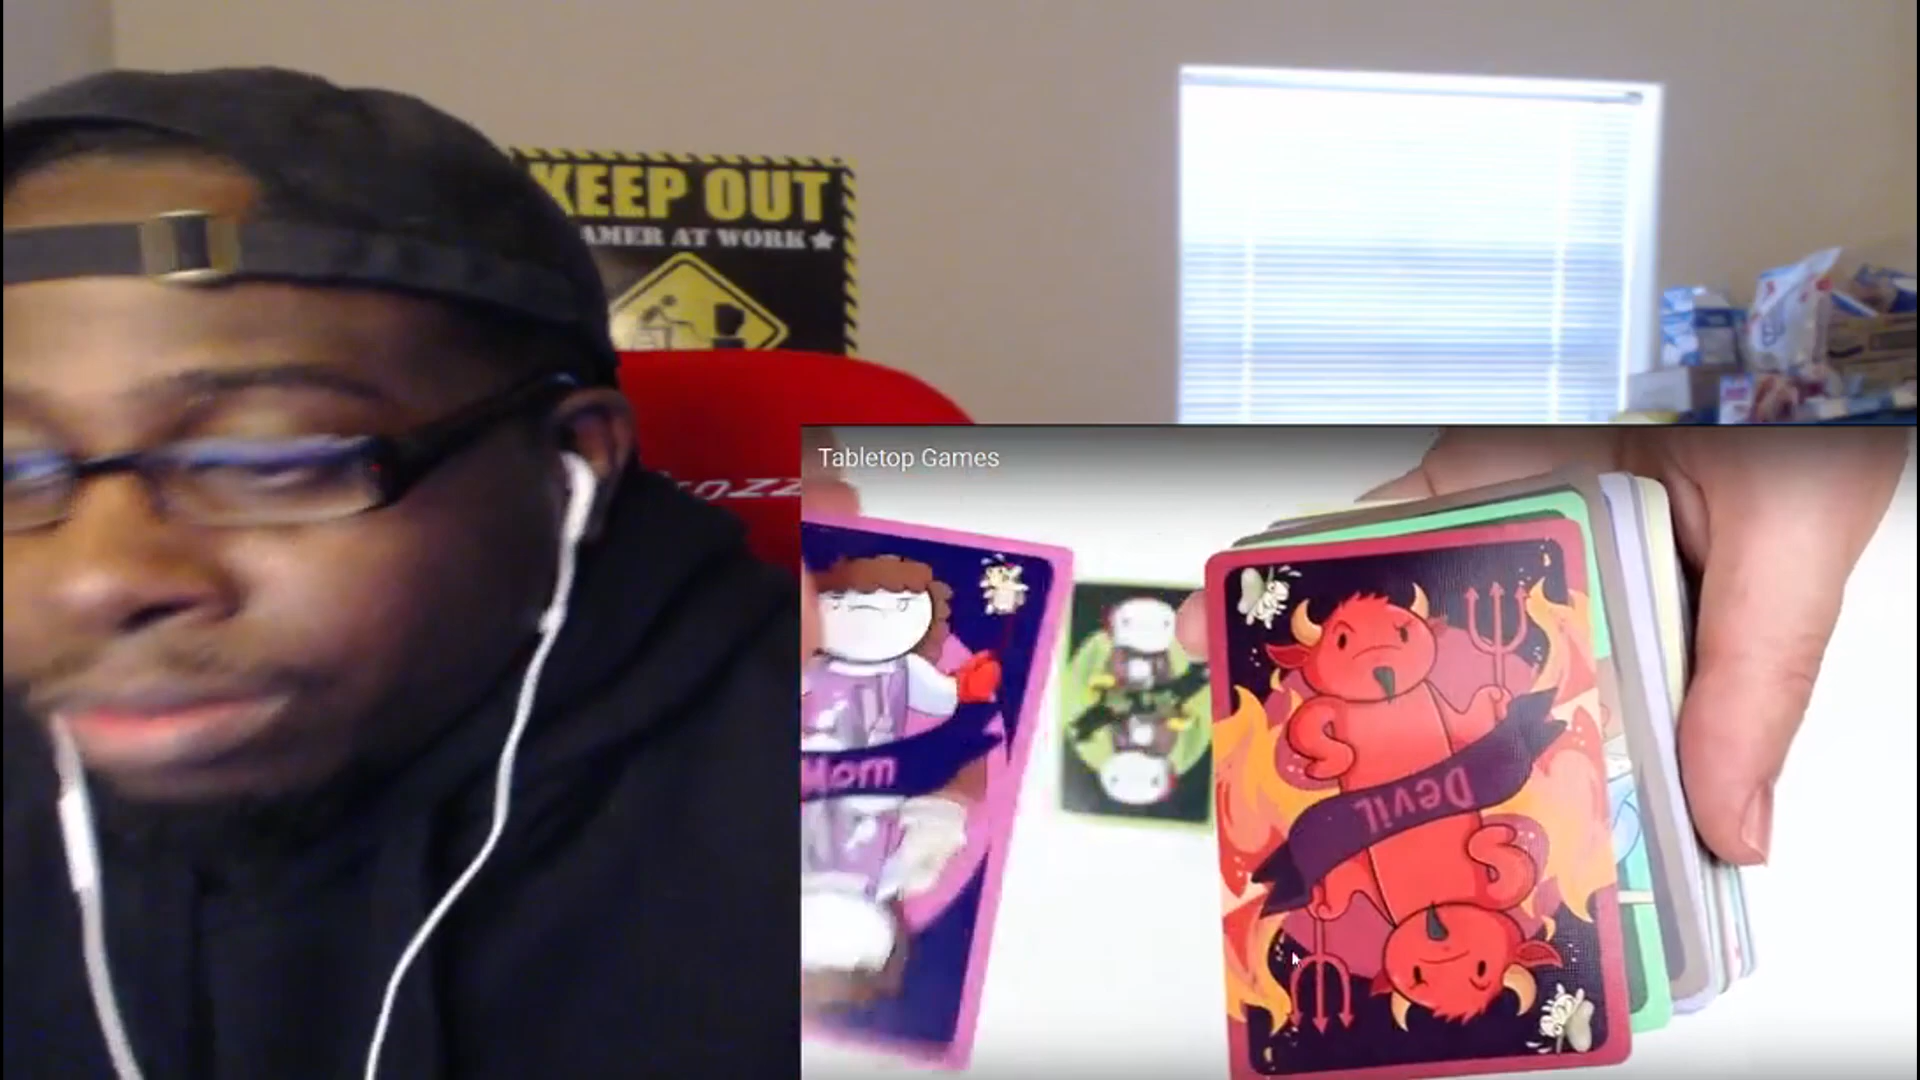 KEEP OUT
AMER AT WORK
Tabletop Games
Mom
Devil